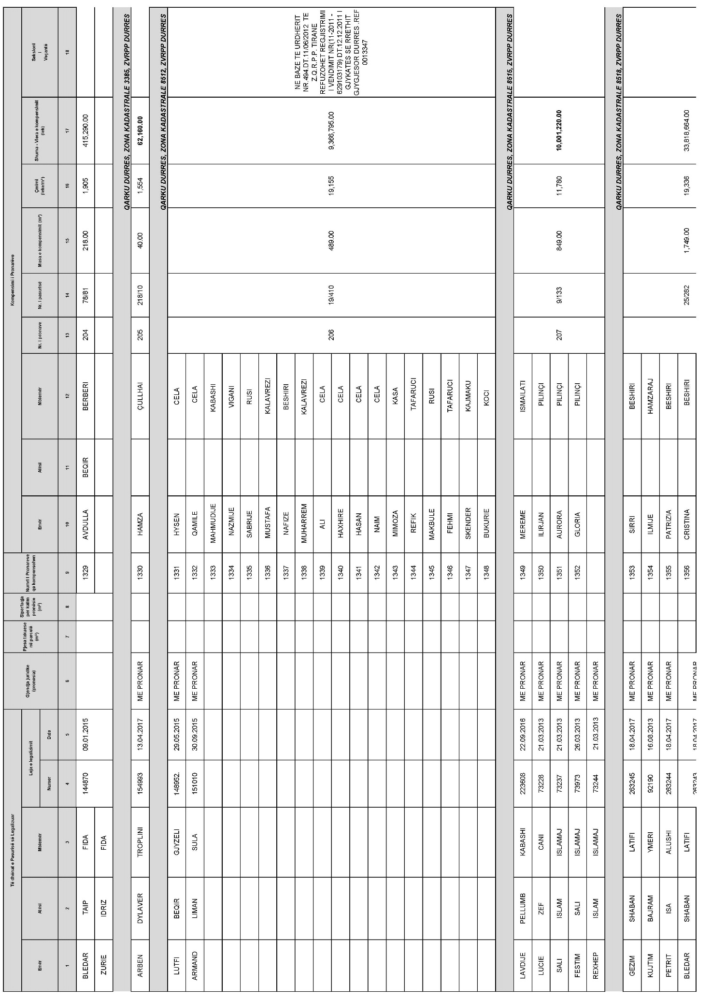 Të dhënat e Pasurisë së Legalizuar Kompensimi i Pronarëve
Emër Atësi Mbiemër Leja e legalizimit Gjendja juridike (pronësia) Pjesa takuese në parcelë (m²) Sipërfaqja për kalim pronësie (m²) Numri i Pronareve qe kompensohen Emër Atësi Mbiemër Nr. i pronave Nr. i pasurisë Masa e kompensimit (m²) Çmimi (leke/m²) Shuma - Vlera e kompensimit (lek) Seksioni i Veçantë
Numer Date
1 2 3 4 5 6 7 8 9 10 11 12 13 14 15 16 17 18
BLEDAR TAIP FIDA 144870 09.01.2015 1329 AVDULLA BEQIR BERBERI 204 78/81 218.00 1,905 415,290.00
ZURIE IDRIZ FIDA
QARKU DURRES, ZONA KADASTRALE 3385, ZVRPP DURRES
ARBEN DYLAVER TROPLINI 154993 13.04.2017 ME PRONAR 1330 HAMZA ÇULLHAI 205 218/10 40.00 1,554 62,160.00
QARKU DURRES, ZONA KADASTRALE 8512, ZVRPP DURRES
LUTFI BEQIR GJYZELI 148952. 29.05.2015 ME PRONAR 1331 HYSEN CELA
ARMAND LIMAN SULA 151010 30.09.2015 ME PRONAR 1332 QAMILE CELA
1333 MAHMUDIJE KABASHI
1334 NAZMIJE VIGANI
1335 SABRIJE RUSI
1336 MUSTAFA KALAVREZI
1337 NAFIZE BESHIRI
1338 MUHARREM KALAVREZI
1339 ALI CELA
1340 HAXHIRE CELA 206 19/410 489.00 19,155 9,366,795.00
NE BAZE TE URDHERIT
NR.494.DT.11/06/2012 TE
Z.Q.R.P.P. TIRANE
REFUZOHET REGJISTRIMI
I VENDIMIT NR(11-2011 -
629103179) DT.12.12.2011 I
GJYKATES SE RRETHIT
GJYGJESOR DURRES .REF
0013347
1341 HASAN CELA
1342 NAIM CELA
1343 MIMOZA KASA
1344 REFIK TAFARUCI
1345 MAKBULE RUSI
1346 FEHMI TAFARUCI
1347 SKENDER KAJMAKU
1348 BUKURIE KOCI
QARKU DURRES, ZONA KADASTRALE 8515, ZVRPP DURRES
LAVDIJE PELLUMB KABASHI 223608 22.09.2016 ME PRONAR 1349 MEREME ISMAILATI
LUCIE ZEF CANI 73228 21.03.2013 ME PRONAR 1350 ILIRJAN PILINÇI
SALI ISLAM ISLAMAJ 73237 21.03.2013 ME PRONAR 1351 AURORA PILINÇI 207 9/133 849.00 11,780 10,001,220.00
FESTIM SALI ISLAMAJ 73973 26.03.2013 ME PRONAR 1352 GLORIA PILINÇI
REXHEP ISLAM ISLAMAJ 73244 21.03.2013 ME PRONAR
QARKU DURRES, ZONA KADASTRALE 8518, ZVRPP DURRES
GEZIM SHABAN LATIFI 263245 18.04.2017 ME PRONAR 1353 SIRRI BESHIRI
KUJTIM BAJRAM YMERI 92190 16.08.2013 ME PRONAR 1354 ILMIJE HAMZARAJ
PETRIT ISA ALUSHI 263244 18.04.2017 ME PRONAR 1355 PATRIZIA BESHIRI
BLEDAR SHABAN LATIFI 263243 18.04.2017 ME PRONAR 1356 CRISTINA BESHIRI 25/282 1,749.00 19,336 33,818,664.00